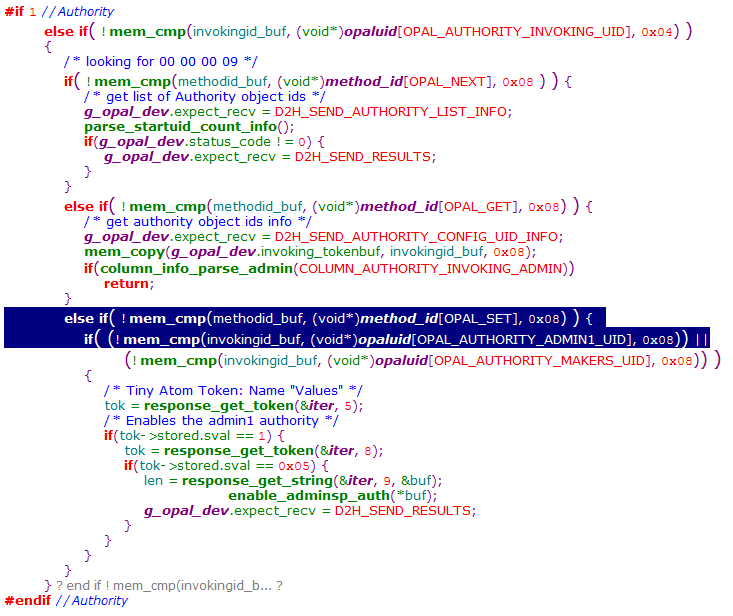 #if 1 //Authority
else if( !mem_cmp(invokingid_buf, (void*)opaluid[OPAL_AUTHORITY_INVOKING_UID], 0x04) )
{
/* looking for 00 00 00 09 */
if( !mem_cmp(methodid_buf, (void*)method_id[OPAL_NEXT], 0x08 ) ) {
/* get list of Authority object ids */
g_opal_dev.expect_recv = D2H_SEND_AUTHORITY_LIST_INFO;
parse_startuid_count_info();
if(g_opal_dev.status_code != 0) {
g_opal_dev.expect_recv = D2H_SEND_RESULTS;
}
}
else if( !mem_cmp(methodid_buf, (void*)method_id[OPAL_GET], 0x08) ) {
/* get authority object ids info */
g_opal_dev.expect_recv = D2H_SEND_AUTHORITY_CONFIG_UID_INFO;
mem_copy(g_opal_dev.invoking_tokenbuf, invokingid_buf, 0x08);
if(column_info_parse_admin(COLUMN_AUTHORITY_INVOKING_ADMIN))
return;
}
else if( !mem_cmp(methodid_buf, (void*)method_id[OPAL_SET], 0x08) ) {
if( (!mem_cmp(invokingid_buf, (void*)opaluid[OPAL_AUTHORITY_ADMIN1_UID], 0x08)) ||
(!mem_cmp(invokingid_buf, (void*)opaluid[OPAL_AUTHORITY_MAKERS_UID], 0x08)) )
{
/* Tiny Atom Token: Name "Values" */
tok = response_get_token(&iter, 5);
/* Enables the admin1 authority */
if(tok->stored.sval == 1) {
tok = response_get_token(&iter, 8);
if(tok->stored.sval == 0x05) {
len = response_get_string(&iter, 9, &buf);
enable_adminsp_auth(*buf);
g_opal_dev.expect_recv = D2H_SEND_RESULTS;
}
}
}
}
} ? end if !mem_cmp(invokingid_b... ?
#endif //Authority